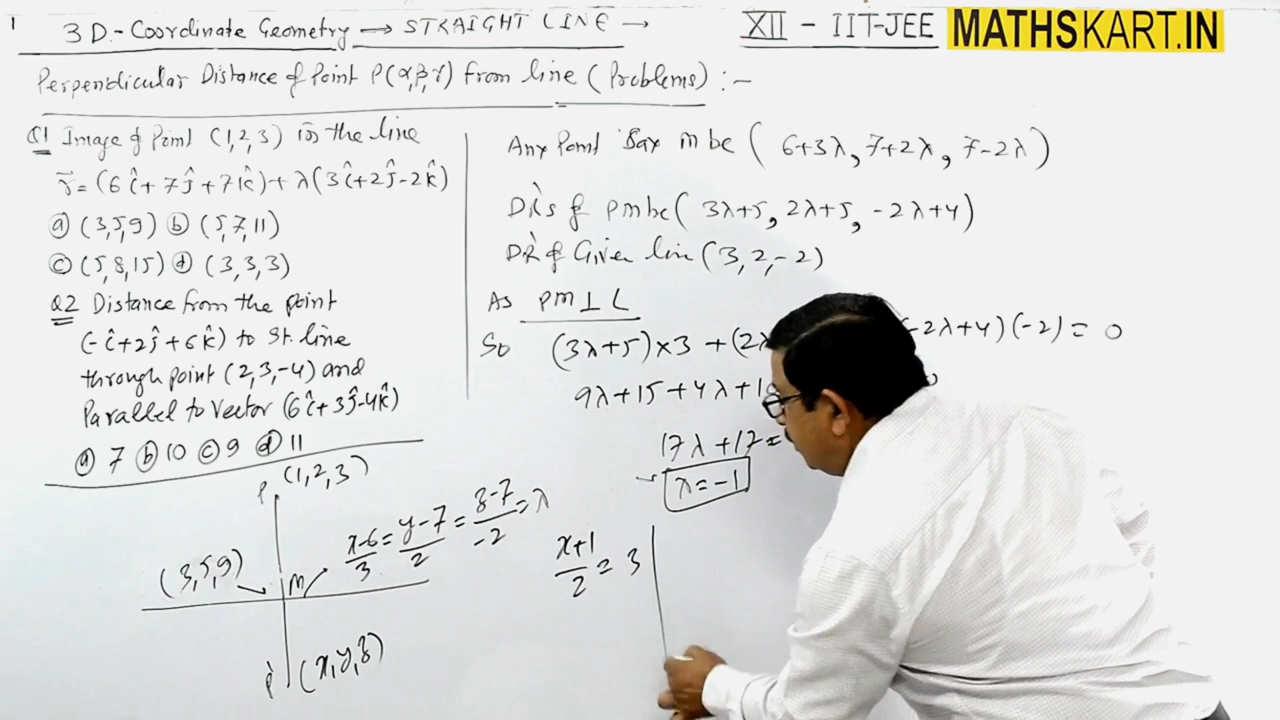 1
3D.-Coordinate Geometry → STRAIGHT LINE →
XII - IIT-JEE MATHSKART.IN
Perpendicular Distance of Point P(α,β,γ) from line (Problems) :-
Q1 Image of Point (1,2,3) in the line
r⃗ = (6î+7ĵ+7k̂)+λ(3î+2ĵ-2k̂)
ⓐ (3,5,9) ⓑ (5,7,11)
ⓒ (5,8,15) ⓓ (3,3,3)
Q2 Distance from the point
(-î+2ĵ+6k̂) to St. line
through point (2,3,-4) and
Parallel to Vector (6î+3ĵ-4k̂)
ⓐ 7 ⓑ 10 ⓒ 9 ⓓ 11
P (1,2,3)
(3,5,9)
M
x-6/3 = y-7/2 = z-7/-2 = λ
P' (x,y,z)
Any Point Say M be (6+3λ, 7+2λ, 7-2λ)
DR's of PM be (3λ+5, 2λ+5, -2λ+4)
DR of Given line (3,2,-2)
As PM⊥L
So (3λ+5)×3 + (2λ -2λ+4)(-2) = 0
9λ+15+4λ+10
17λ+17=
λ=-1
x+1/2 = 3